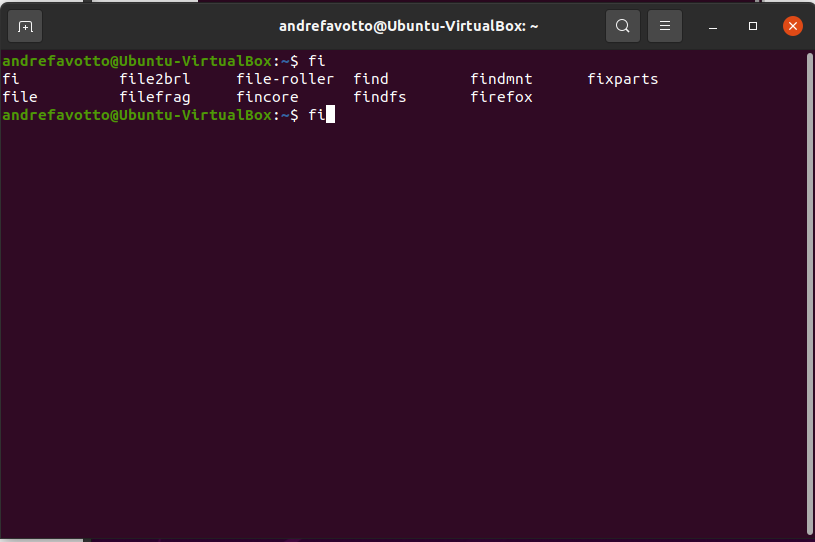 andrefavotto@Ubuntu-VirtualBox: ~
andrefavotto@Ubuntu-VirtualBox:~$ fi
fi file2brl file-roller find findmnt fixparts
file filefrag fincore findfs firefox
andrefavotto@Ubuntu-VirtualBox:~$ fi